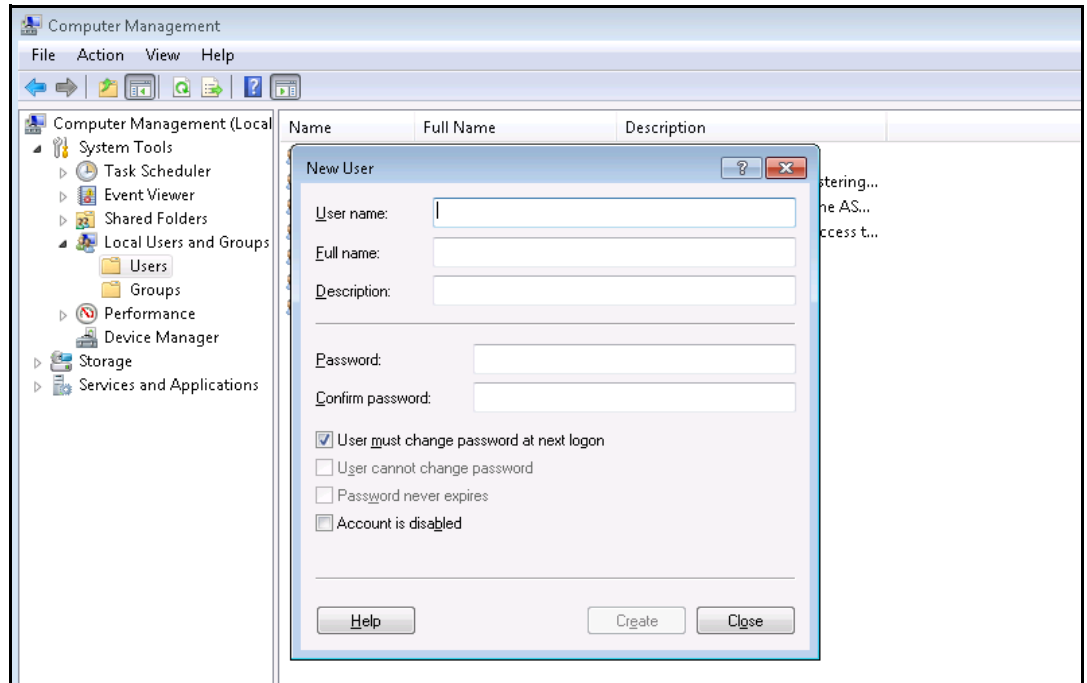 Computer Management
File Action View Help
Computer Management (Local
System Tools
Task Scheduler
Event Viewer
Shared Folders
Local Users and Groups
Users
Groups
Performance
Device Manager
Storage
Services and Applications
Name Full Name Description
stering...
he AS...
ccess t...
New User
User name:
Full name:
Description:
Password:
Confirm password:
User must change password at next logon
User cannot change password
Password never expires
Account is disabled
Help Create Close